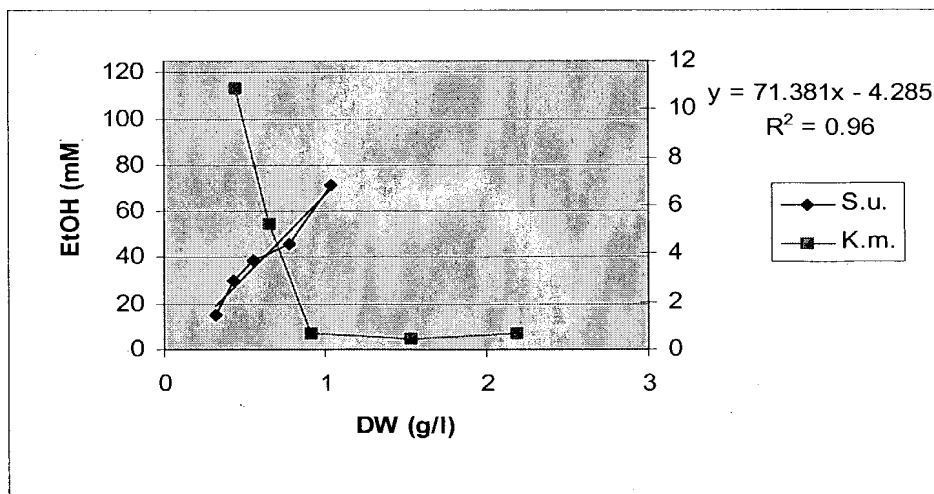 120
100
80
60
40
20
0
EtOH (mM)
12
10
8
6
4
2
0
0 1 2 3
DW (g/l)
y = 71.381x - 4.285
R² = 0.96
S.u.
K.m.